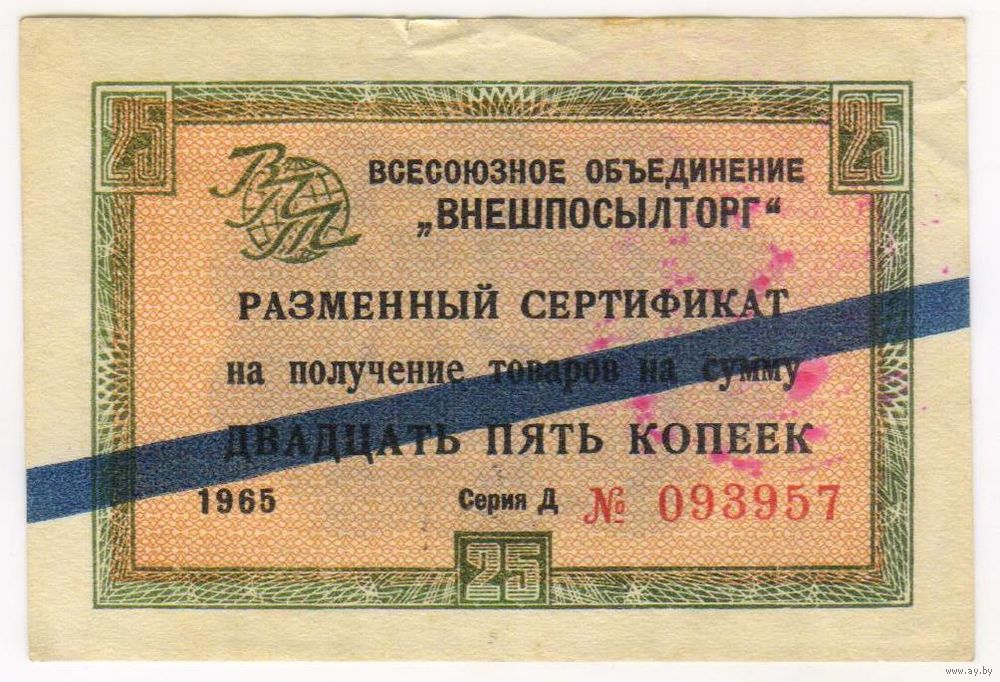 25 25
ВПТ
ВСЕСОЮЗНОЕ ОБЪЕДИНЕНИЕ
„ВНЕШПОСЫЛТОРГ“
РАЗМЕННЫЙ СЕРТИФИКАТ
на получение товаров на сумму
ДВАДЦАТЬ ПЯТЬ КОПЕЕК
1965 Серия Д № 093957
25
www.ay.by